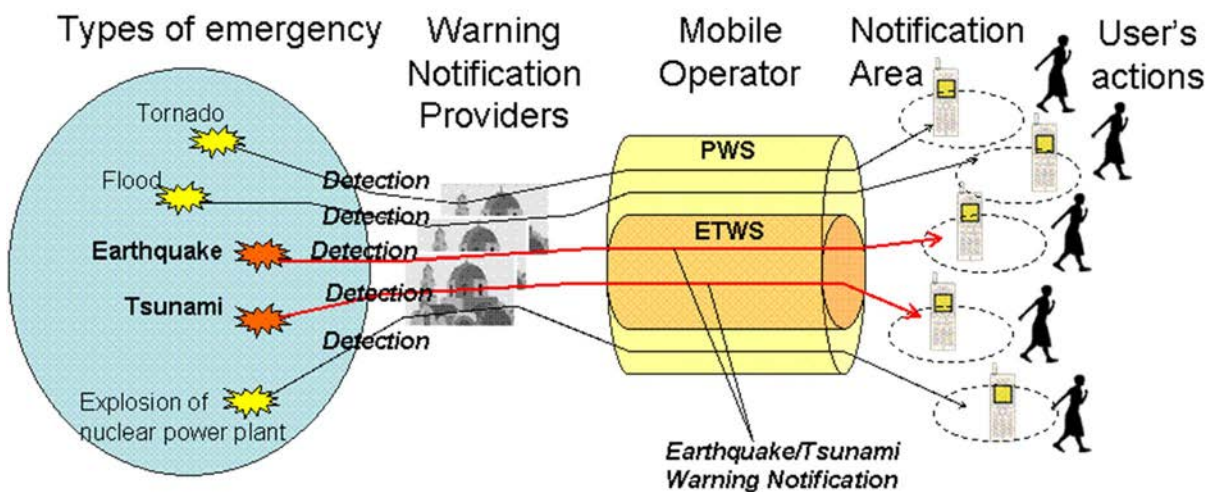 Types of emergency
Warning
Notification
Providers
Mobile
Operator
Notification
Area
User's
actions
Tornado
Flood
Earthquake
Tsunami
Explosion of
nuclear power plant
Detection
Detection
Detection
Detection
Detection
PWS
ETWS
Earthquake/Tsunami
Warning Notification